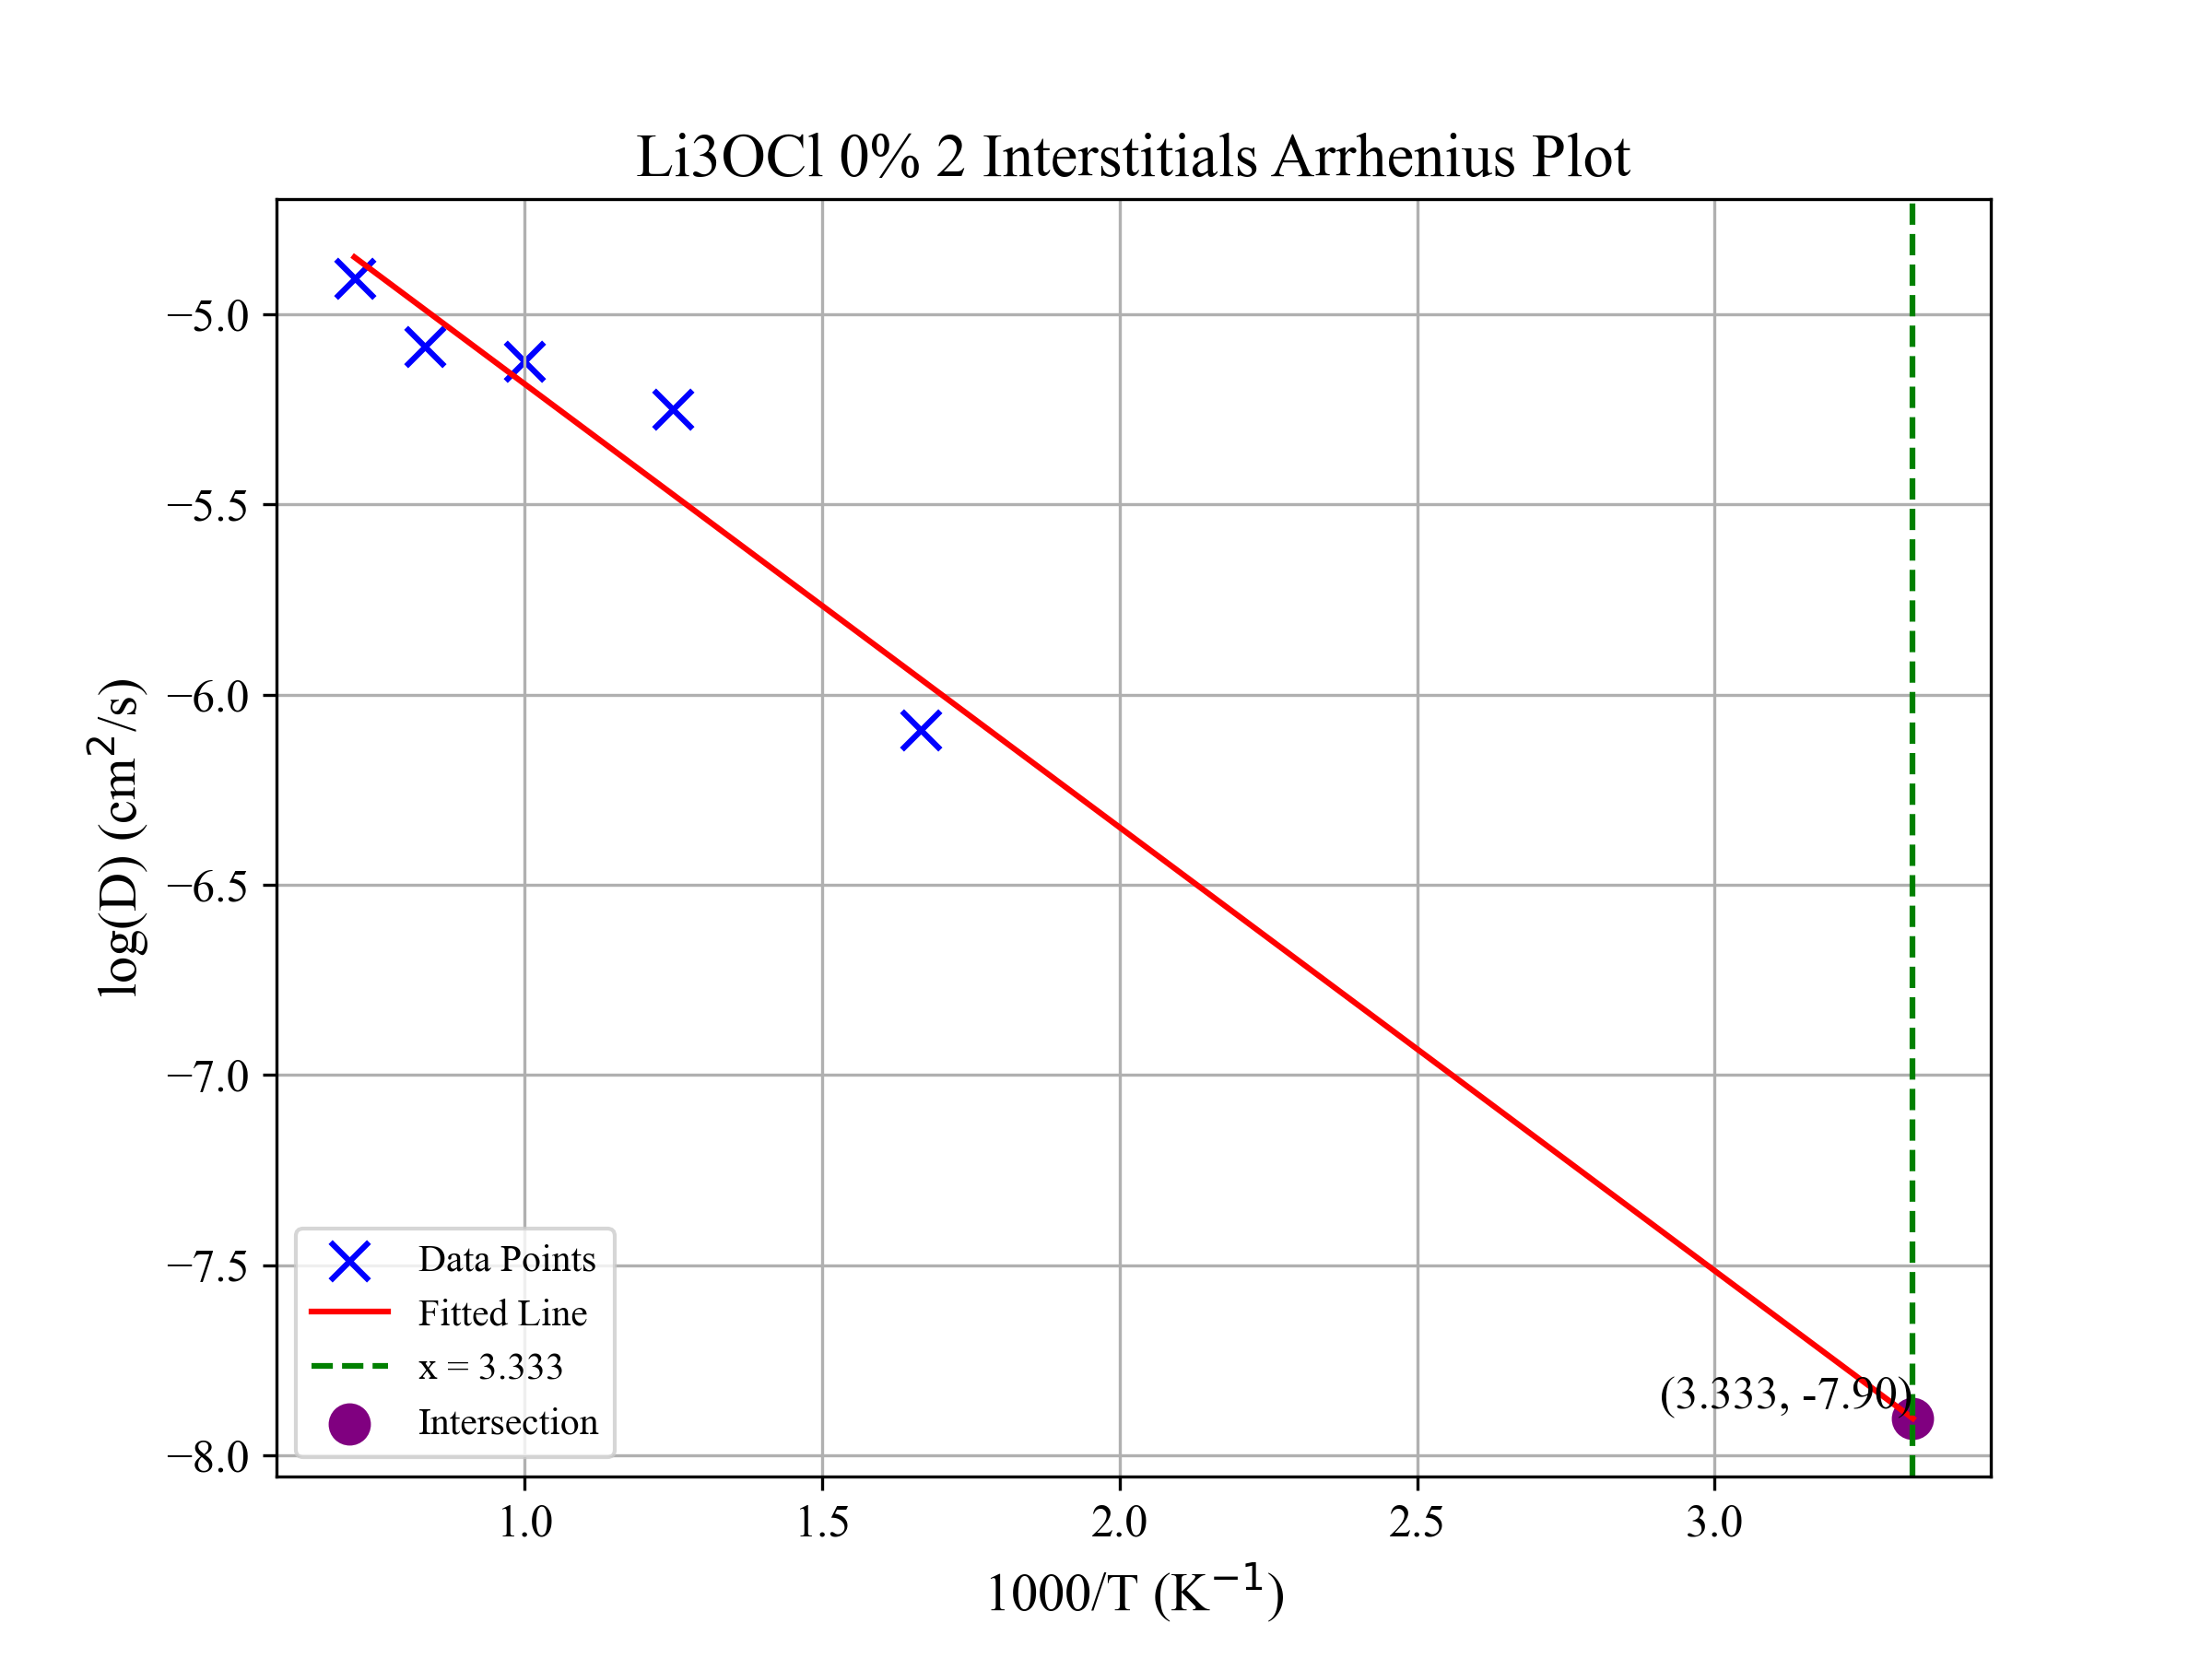 Li3OCl 0% 2 Interstitials Arrhenius Plot
log(D) (cm²/s)
−5.0
−5.5
−6.0
−6.5
−7.0
−7.5
−8.0
(3.333, -7.90)
Data Points
Fitted Line
x = 3.333
Intersection
1.0 1.5 2.0 2.5 3.0
1000/T (K⁻¹)